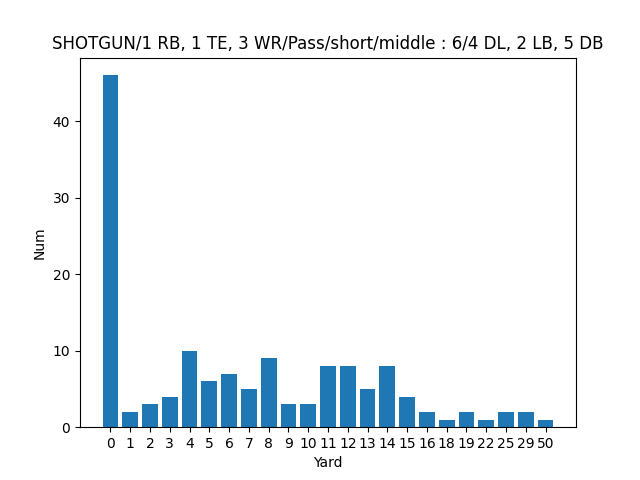 SHOTGUN/1 RB, 1 TE, 3 WR/Pass/short/middle : 6/4 DL, 2 LB, 5 DB
Num
40
30
20
10
0
0 1 2 3 4 5 6 7 8 9 10 11 12 13 14 15 16 18 19 22 25 29 50
Yard